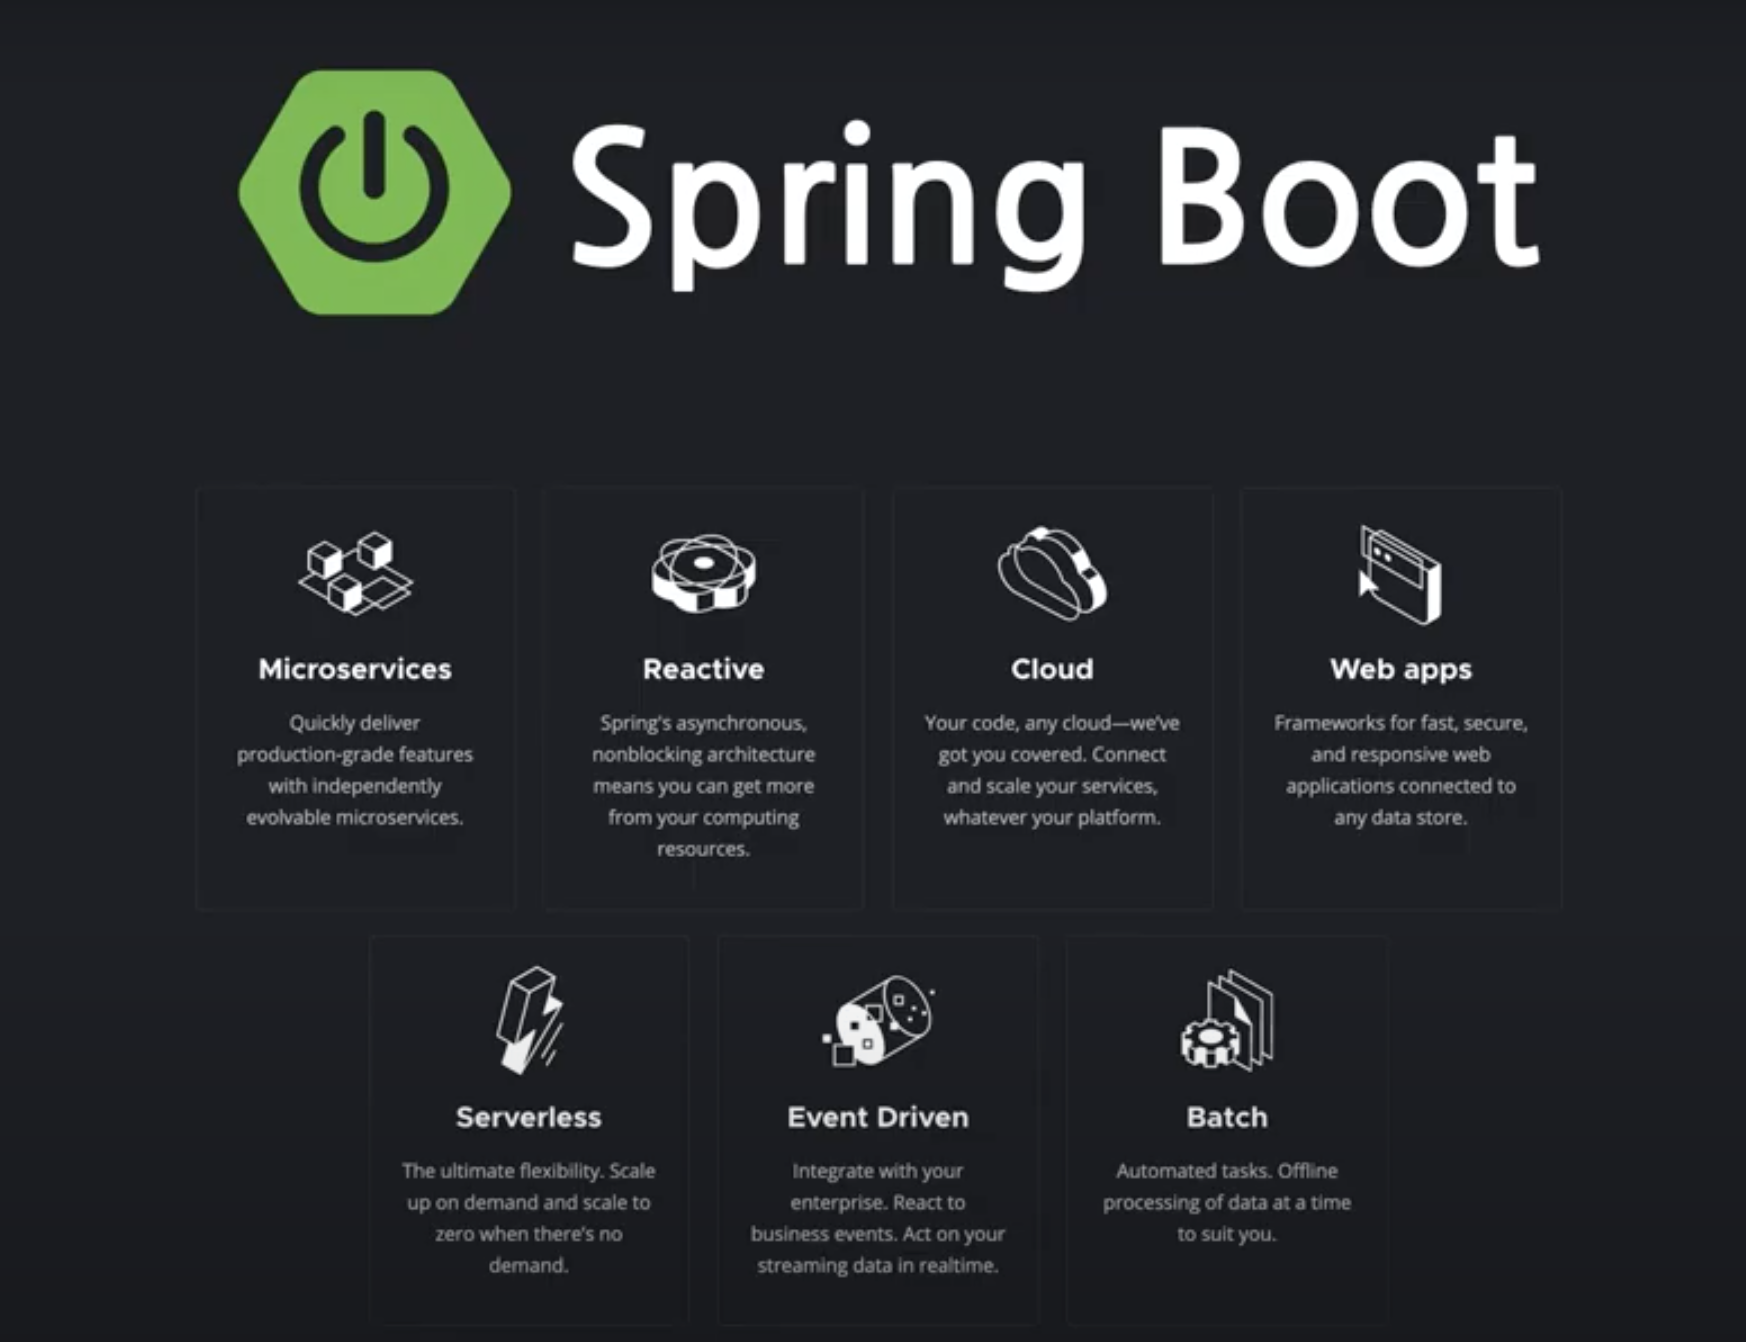 Spring Boot
Microservices
Quickly deliver
production-grade features
with independently
evolvable microservices.
Reactive
Spring's asynchronous,
nonblocking architecture
means you can get more
from your computing
resources.
Cloud
Your code, any cloud—we've
got you covered. Connect
and scale your services,
whatever your platform.
Web apps
Frameworks for fast, secure,
and responsive web
applications connected to
any data store.
Serverless
The ultimate flexibility. Scale
up on demand and scale to
zero when there's no
demand.
Event Driven
Integrate with your
enterprise. React to
business events. Act on your
streaming data in realtime.
Batch
Automated tasks. Offline
processing of data at a time
to suit you.